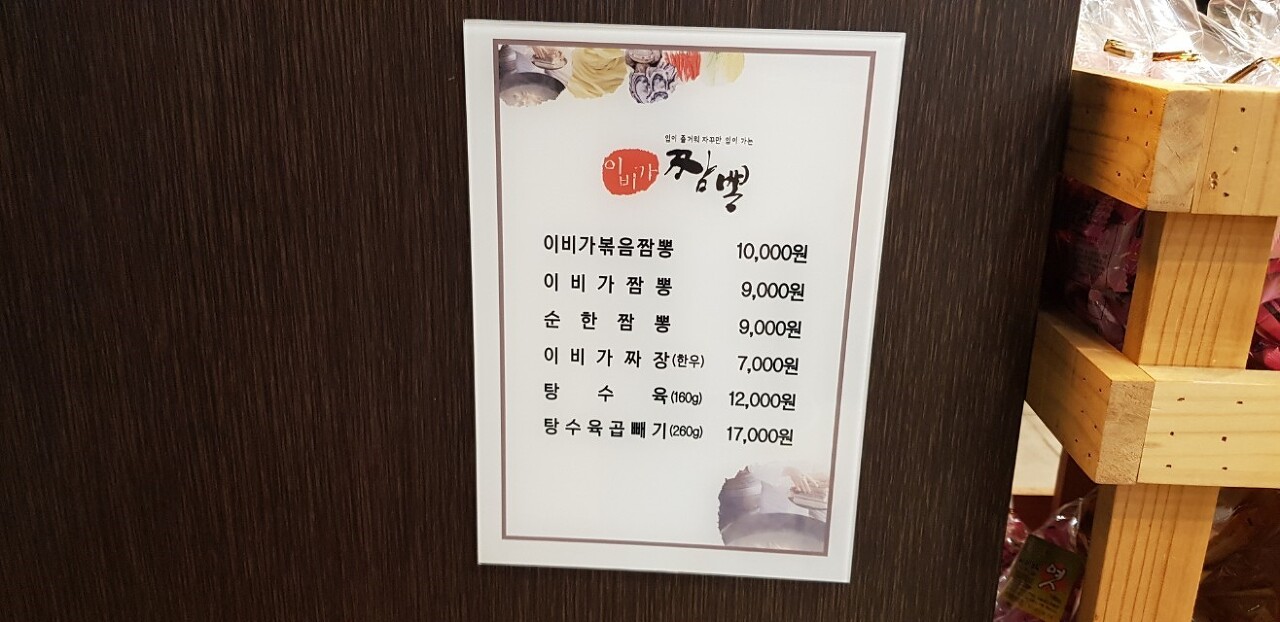 입이 즐거워 자꾸만 입이 가는
이비가 짬뽕
이비가볶음짬뽕 10,000원
이비가짬뽕 9,000원
순한짬뽕 9,000원
이비가짜장(한우) 7,000원
탕수육(160g) 12,000원
탕수육곱빼기(260g) 17,000원
엿